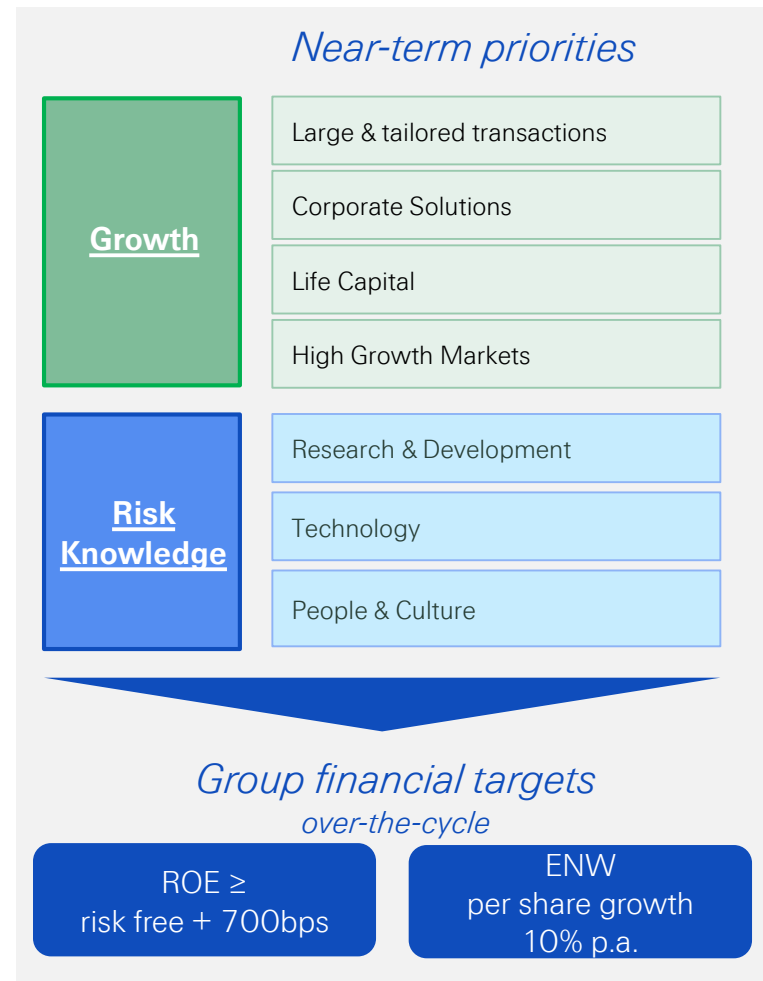 Near-term priorities
Growth
Large & tailored transactions
Corporate Solutions
Life Capital
High Growth Markets
Risk
Knowledge
Research & Development
Technology
People & Culture
Group financial targets
over-the-cycle
ROE ≥
risk free + 700bps
ENW
per share growth
10% p.a.